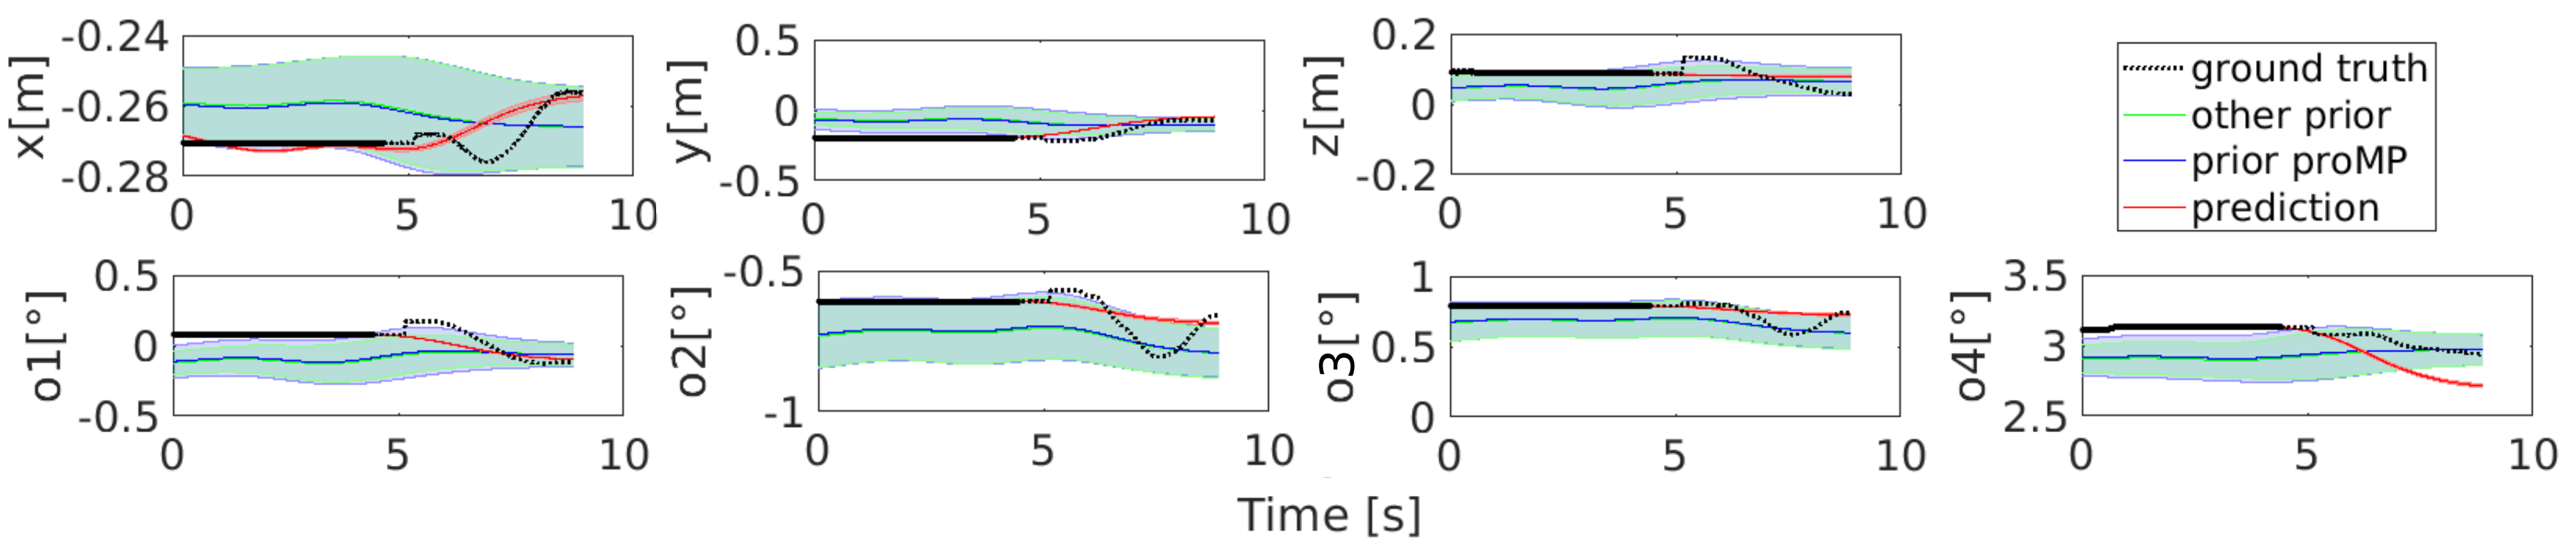 x[m]
-0.24
-0.26
-0.28
0 5 10
y[m]
0.5
0
-0.5
0 5 10
z[m]
0.2
0
-0.2
0 5 10
ground truth
other prior
prior proMP
prediction
o1[°]
0.5
0
-0.5
0 5 10
o2[°]
-0.5
-1
0 5 10
o3[°]
1
0.5
0
0 5 10
o4[°]
3.5
3
2.5
0 5 10
Time [s]